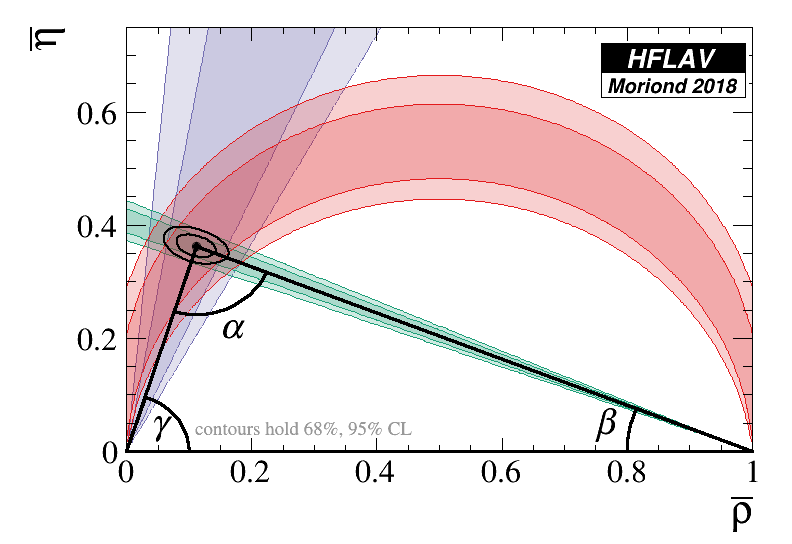 η̅
HFLAV
Moriond 2018
0.6
0.4
0.2
0
α
γ
β
contours hold 68%, 95% CL
0 0.2 0.4 0.6 0.8 1
ρ̅